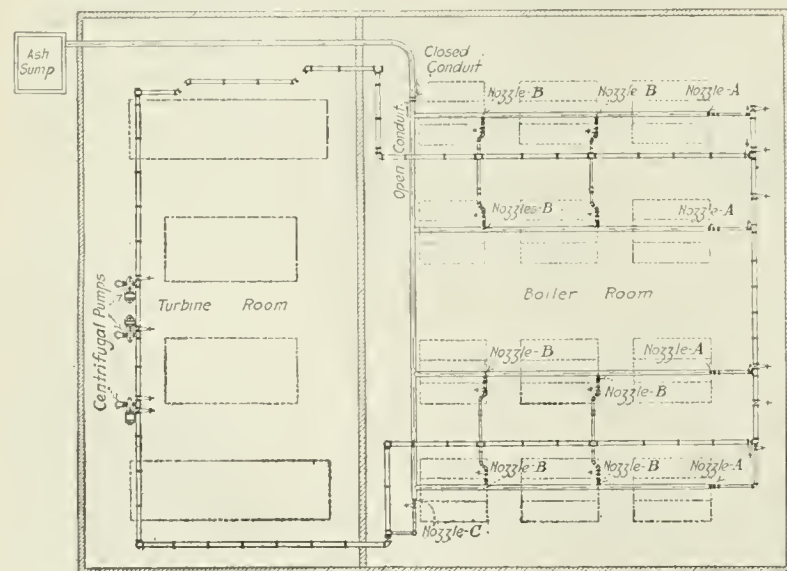 Ash
Sump
Closed
Conduit
Nozzle-B
Nozzle B
Nozzle-A
Open Conduit
Nozzles-B
Nozzle-A
Centrifugal Pumps
Turbine Room
Boiler Room
Nozzle-B
Nozzle-A
Nozzle-B
Nozzle-B
Nozzle-B
Nozzle-A
Nozzle-C